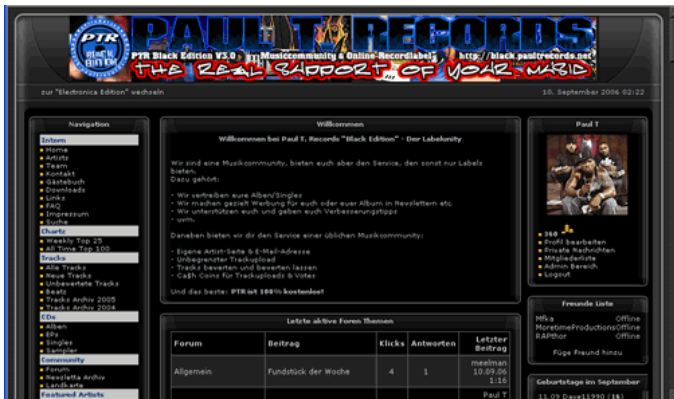 PTR
BLACK
EDITION
PAUL T. RECORDS
PTR Black Edition V3.0 Musiccommunity & Online-Recordlabel http://black.paultrecords.net
THE REAL SUPPORT OF YOUR MUSIC
zur "Electronica Edition" wechseln
10. September 2006 02:22
Navigation
Intern
Home
Artists
Team
Kontakt
Gästebuch
Downloads
Links
FAQ
Impressum
Suche
Charts
Weekly Top 25
All Time Top 100
Tracks
Alle Tracks
Neue Tracks
Unbewertete Tracks
Beats
Tracks Archiv 2005
Tracks Archiv 2004
CDs
Alben
EPs
Singles
Sampler
Community
Forum
Newsletta Archiv
Landkarte
Featured Artists
Willkommen
Willkommen bei Paul T. Records "Black Edition" - Der Labelunity
Wir sind eine Musikcommunity, bieten euch aber den Service, den sonst nur Labels
bieten.
Dazu gehört:
- Wir vertreiben eure Alben/Singles
- Wir machen gezielt Werbung für euch oder euer Album in Newslettern etc.
- Wir unterstützen euch und geben euch Verbesserungstipps
- uvm.
Daneben bieten wir dir den Service einer üblichen Musikcommunity:
- Eigene Artist-Seite & E-Mail-Adresse
- Unbegrenzter Trackupload
- Tracks bewerten und bewerten lassen
- Ca$h Coins für Trackuploads & Votes
Und das beste: PTR ist 100% kostenlos!
Letzte aktive Foren Themen
Forum Beitrag Klicks Antworten Letzter Beitrag
Allgemein Fundstück der Woche 4 1 meelman
10.09.06
1:16
Paul T
Paul T
360
Profil bearbeiten
Private Nachrichten
Mitgliederliste
Admin Bereich
Logout
Freunde Liste
Mfka Offline
MoretimeProductions Offline
RAPthor Offline
Füge Freund hinzu
Geburtstage im September
11.09 Dave11990 (16)